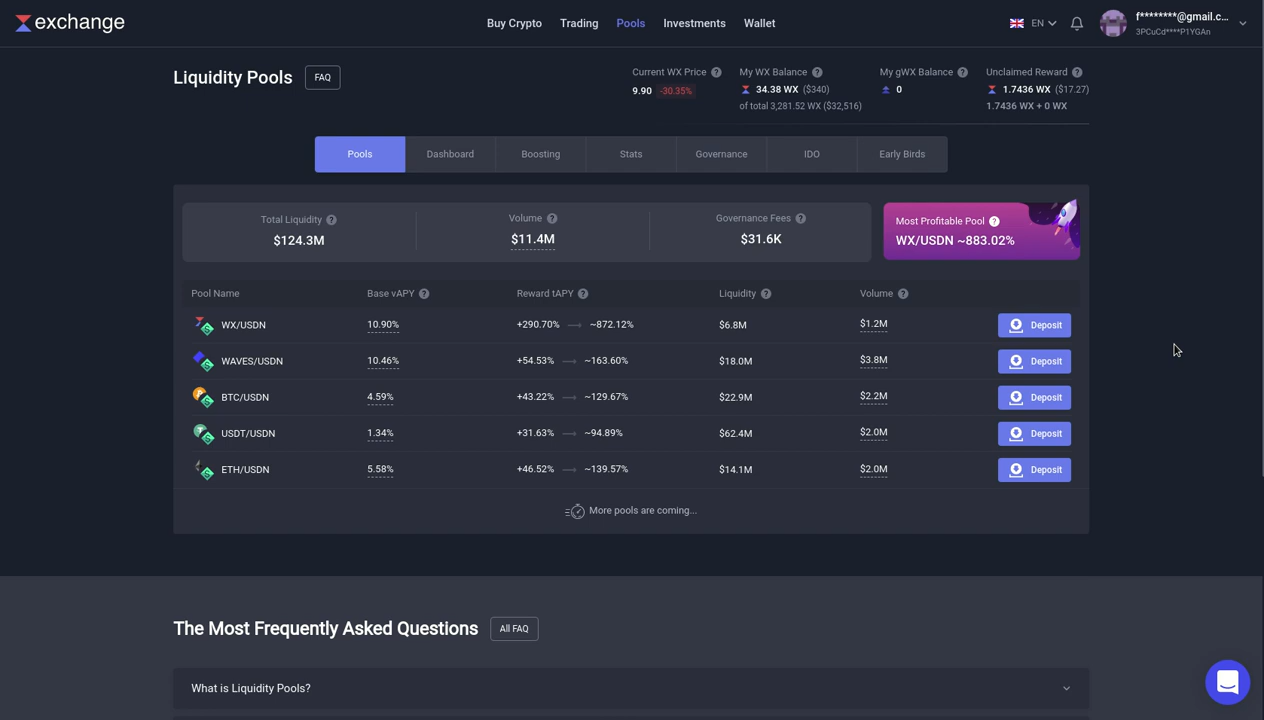 exchange
Buy Crypto Trading Pools Investments Wallet
EN
f********@gmail.c...
3PCuCd****P1YGAn
Liquidity Pools FAQ
Current WX Price ? My WX Balance ? My gWX Balance ? Unclaimed Reward ?
9.90 -30.35% 34.38 WX ($340) 0 1.7436 WX ($17.27)
of total 3,281.52 WX ($32,516) 1.7436 WX + 0 WX
Pools Dashboard Boosting Stats Governance IDO Early Birds
Total Liquidity ? Volume ? Governance Fees ? Most Profitable Pool ?
$124.3M $11.4M $31.6K WX/USDN ~883.02%
Pool Name Base vAPY ? Reward tAPY ? Liquidity ? Volume ?
WX/USDN 10.90% +290.70% ~872.12% $6.8M $1.2M Deposit
WAVES/USDN 10.46% +54.53% ~163.60% $18.0M $3.8M Deposit
BTC/USDN 4.59% +43.22% ~129.67% $22.9M $2.2M Deposit
USDT/USDN 1.34% +31.63% ~94.89% $62.4M $2.0M Deposit
ETH/USDN 5.58% +46.52% ~139.57% $14.1M $2.0M Deposit
More pools are coming...
The Most Frequently Asked Questions All FAQ
What is Liquidity Pools?